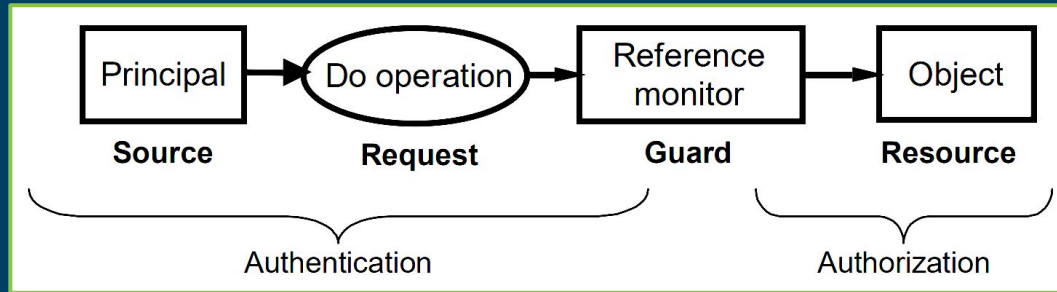 Principal
Do operation
Reference
monitor
Object
Source
Request
Guard
Resource
Authentication
Authorization